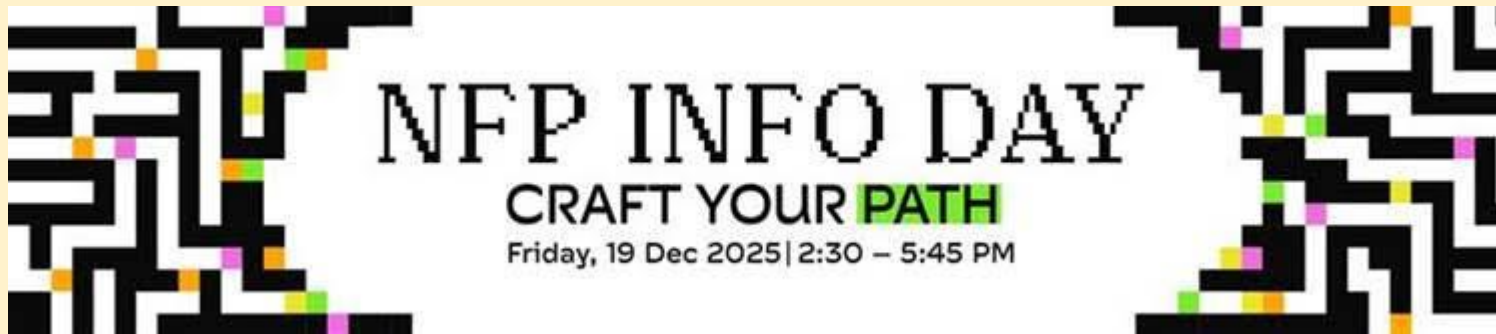 NFP INFO DAY
CRAFT YOUR PATH
Friday, 19 Dec 2025| 2:30 – 5:45 PM